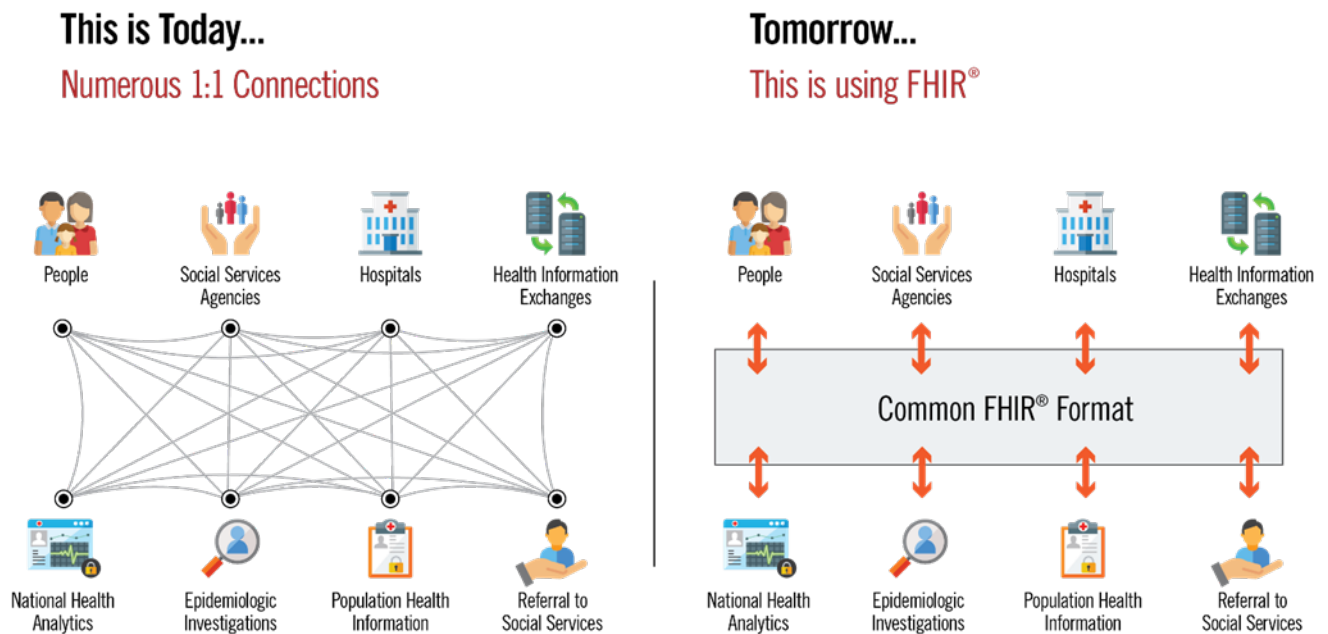 This is Today...
Numerous 1:1 Connections
People
Social Services
Agencies
Hospitals
Health Information
Exchanges
National Health
Analytics
Epidemiologic
Investigations
Population Health
Information
Referral to
Social Services
Tomorrow...
This is using FHIR®
People
Social Services
Agencies
Hospitals
Health Information
Exchanges
Common FHIR® Format
National Health
Analytics
Epidemiologic
Investigations
Population Health
Information
Referral to
Social Services